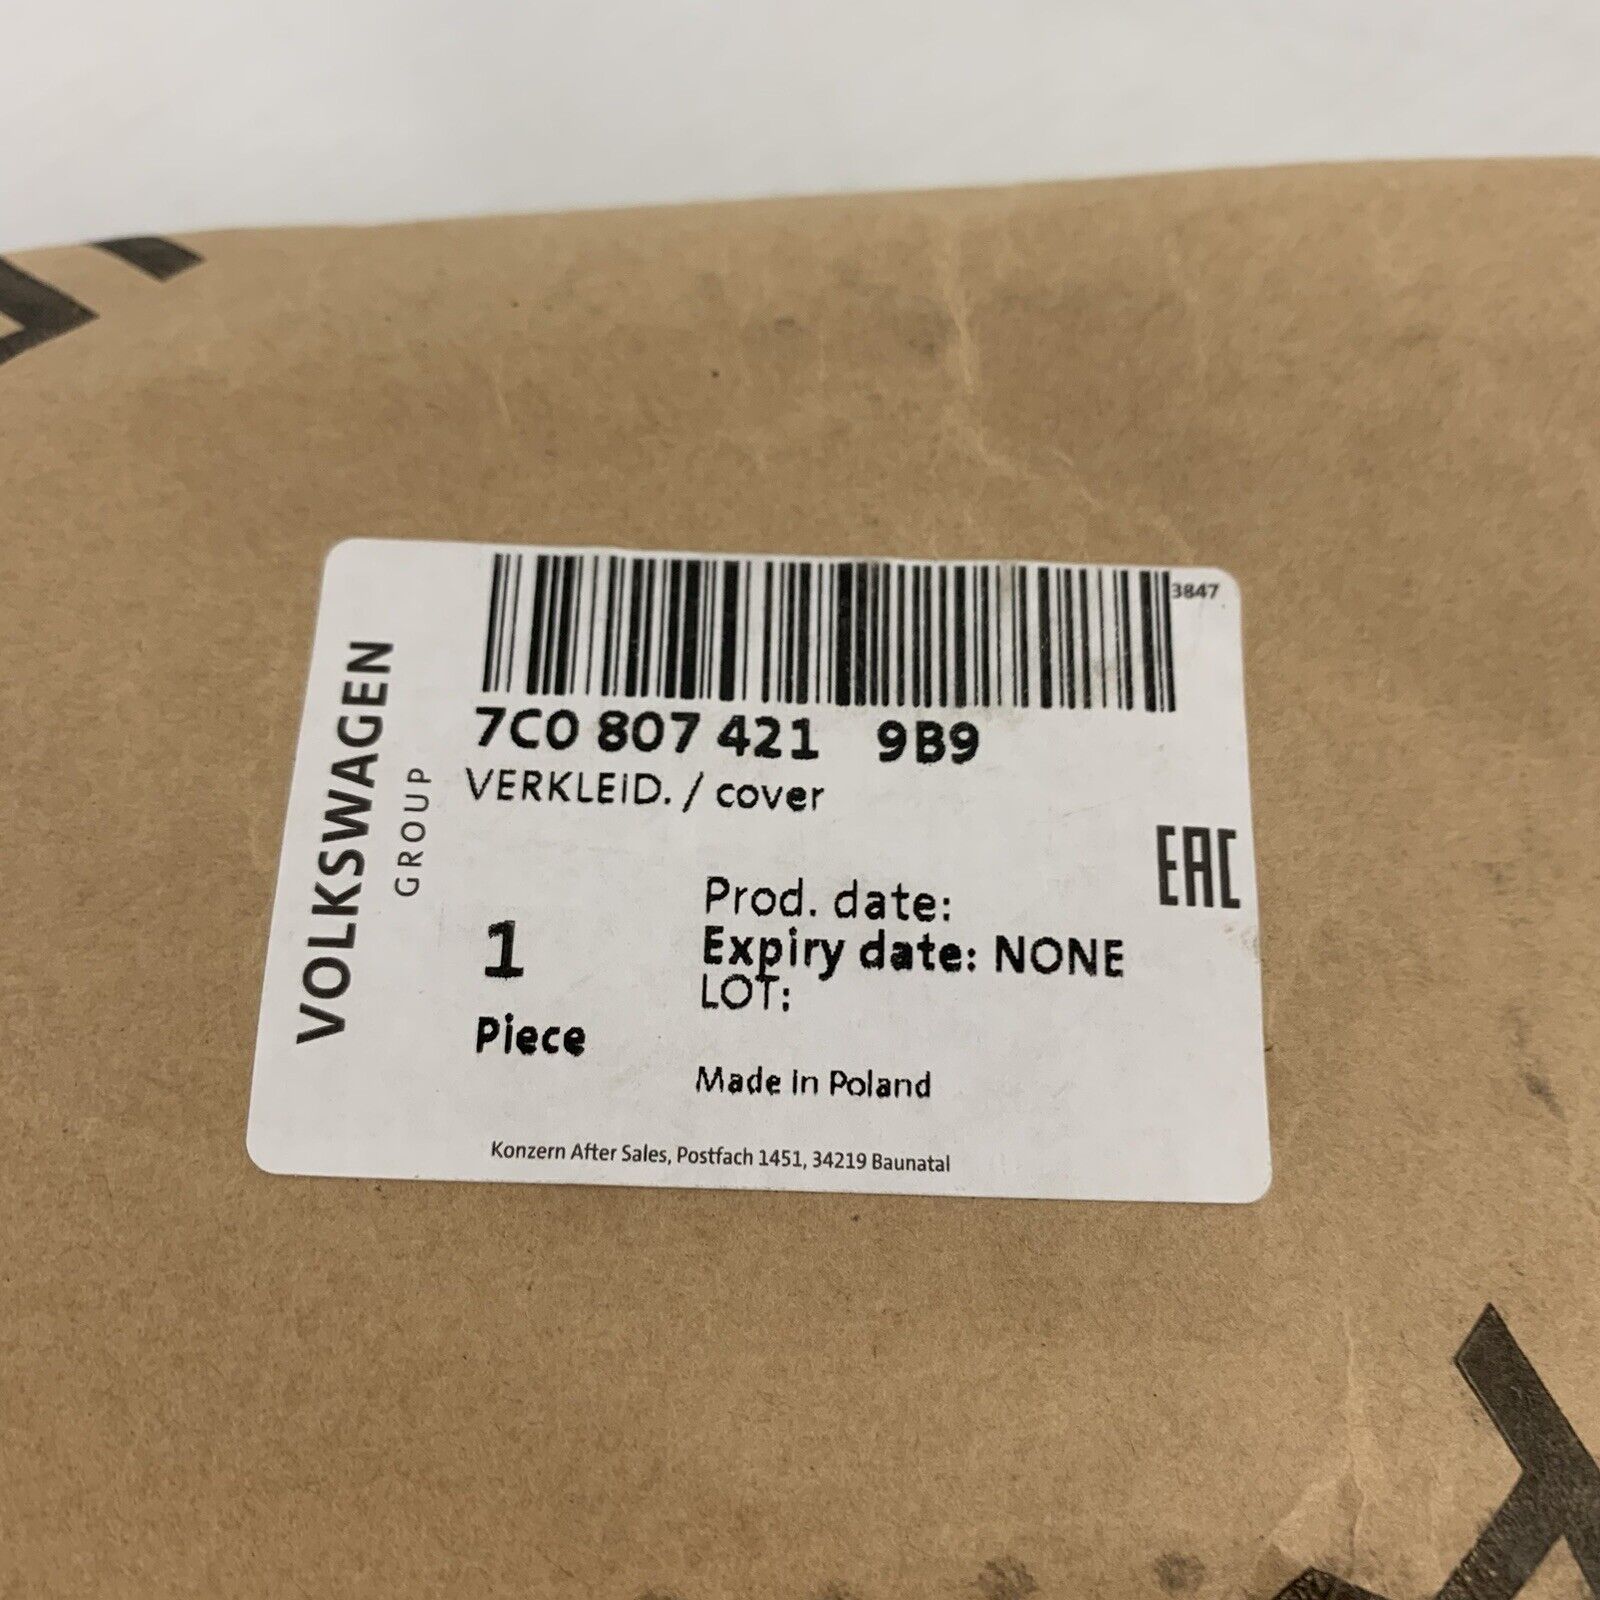 3847
7C0 807 421 9B9
VERKLEID. / cover
VOLKSWAGEN
GROUP
EAC
Prod. date:
1
Expiry date: NONE
LOT:
Piece
Made in Poland
Konzern After Sales, Postfach 1451, 34219 Baunatal